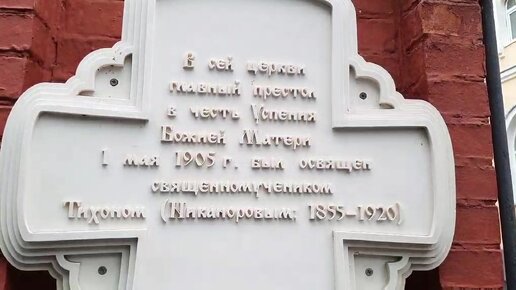 В сей церкви
главный престол
в честь Успения
Божией Матери
1 мая 1905 г. был освящен
священномучеником
Тихоном (Никаноровым; 1855–1920)